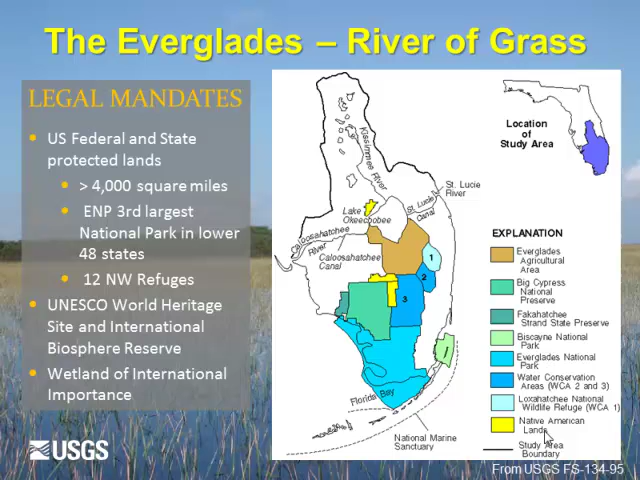 The Everglades – River of Grass
LEGAL MANDATES
• US Federal and State
protected lands
• > 4,000 square miles
• ENP 3rd largest
National Park in lower
48 states
• 12 NW Refuges
• UNESCO World Heritage
Site and International
Biosphere Reserve
• Wetland of International
Importance
USGS
Kissimmee River
Lake
Okeechobee
St. Lucie
Canal
St. Lucie
River
Caloosahatchee
River
Caloosahatchee
Canal
1
2
3
Florida Bay
National Marine
Sanctuary
Location
of
Study Area
EXPLANATION
Everglades
Agricultural
Area
Big Cypress
National
Preserve
Fakahatchee
Strand State Preserve
Biscayne National
Park
Everglades National
Park
Water Conservation
Areas (WCA 2 and 3)
Loxahatchee National
Wildlife Refuge (WCA 1)
Native American
Lands
Study Area
Boundary
From USGS FS-134-95